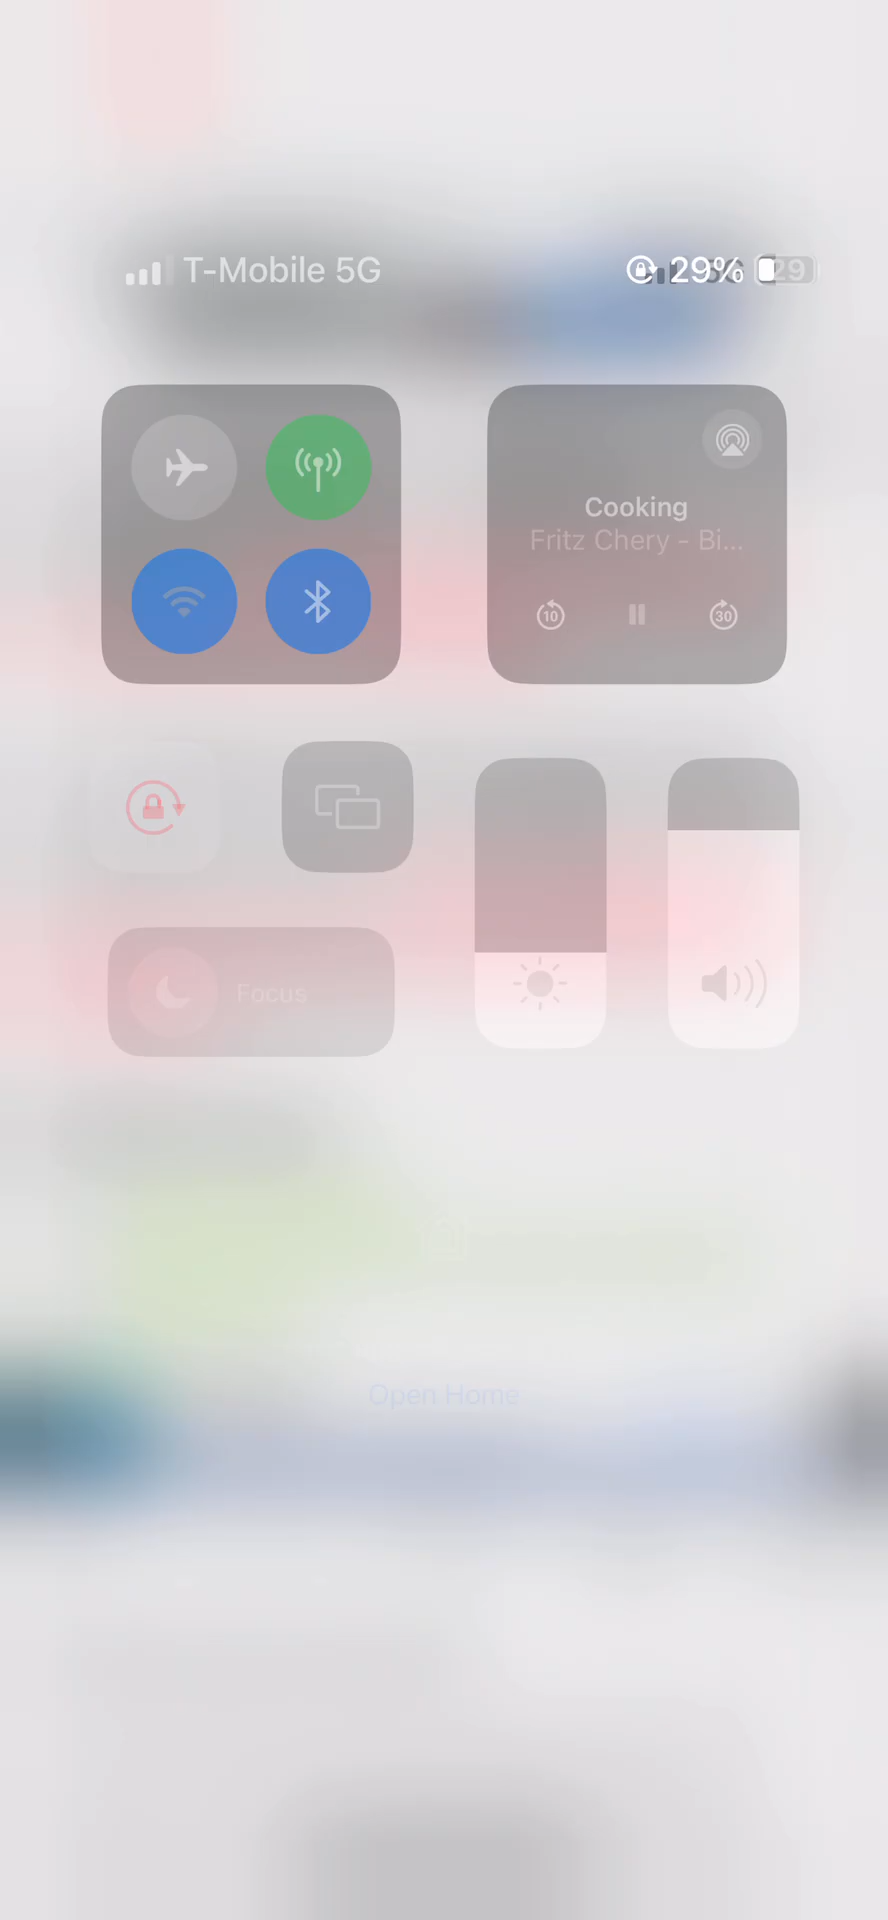 T-Mobile 5G
29%
29
Cooking
Fritz Chery - Bi...
10
30
Focus
Open Home